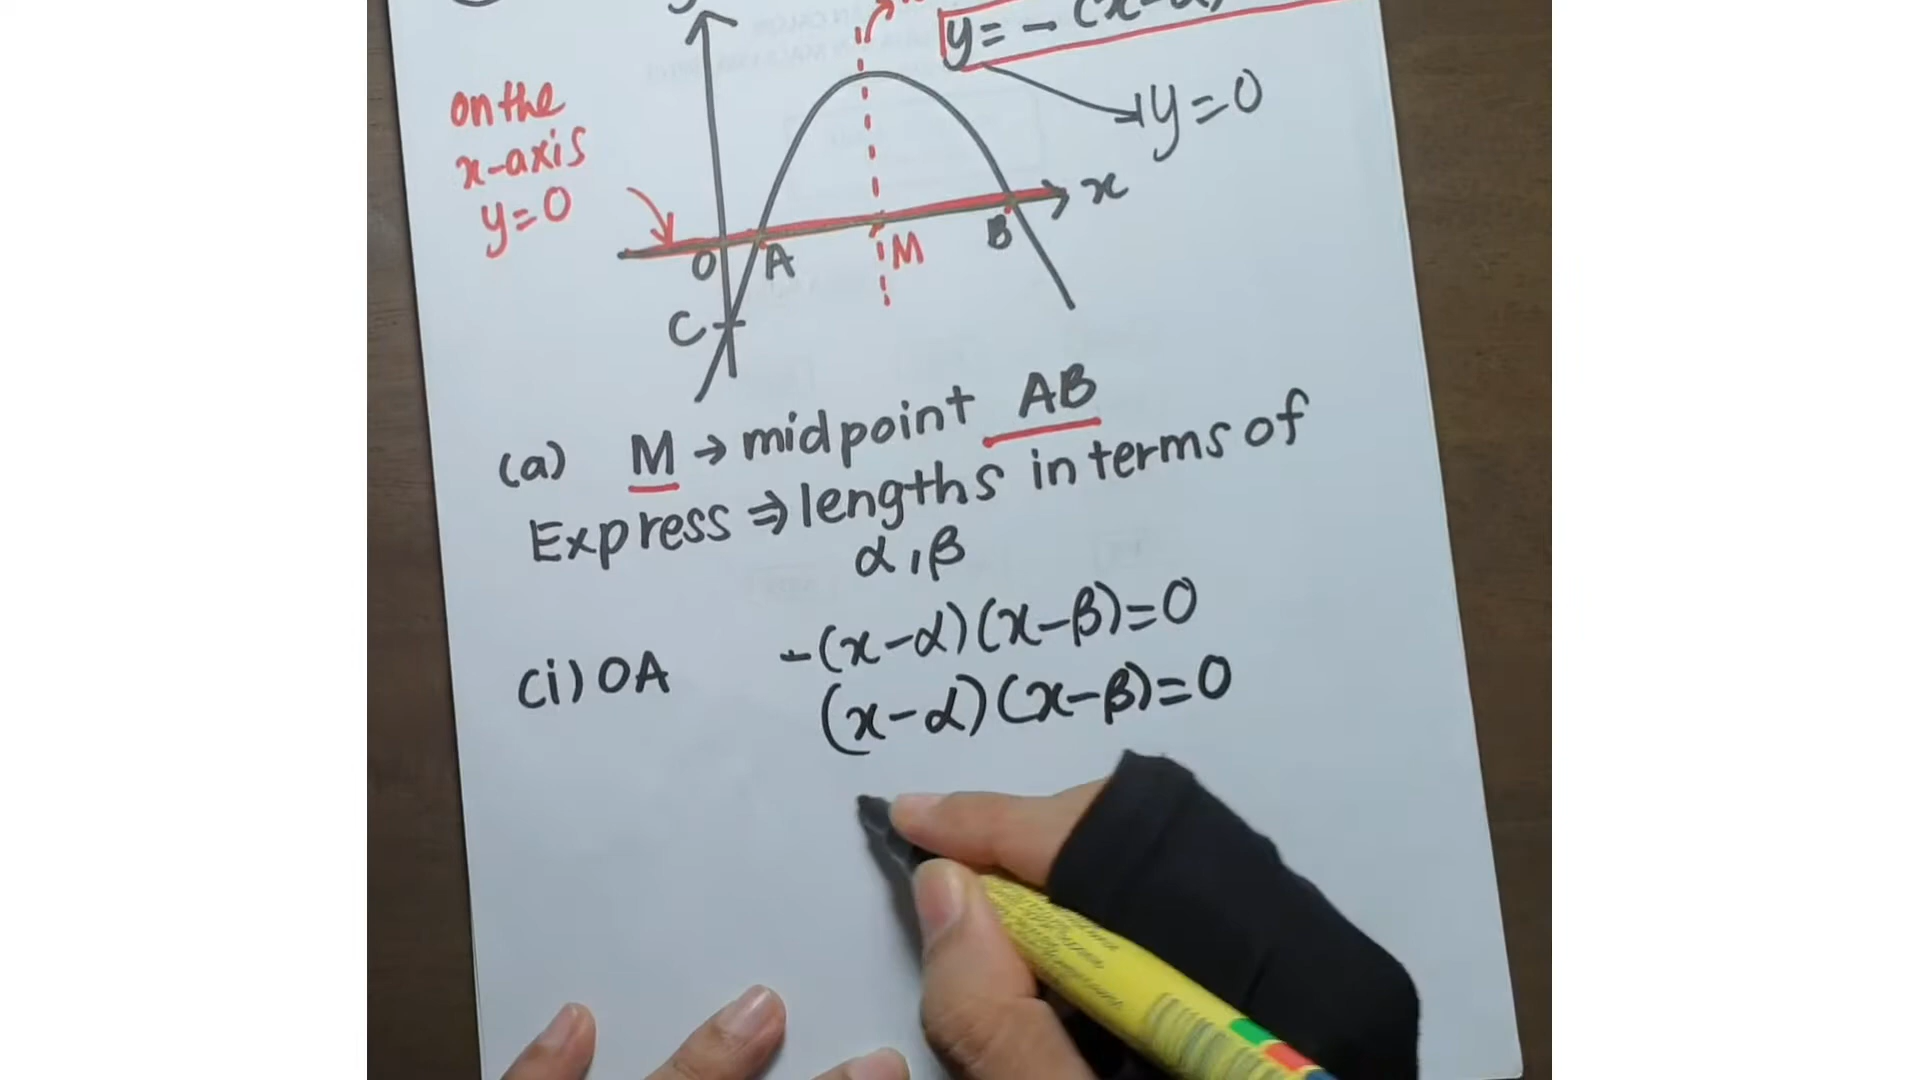 y = - (x-α)
on the
x-axis
y=0
y=0
x
O
A
M
B
C
(a) M → midpoint AB
Express ⇒ lengths in terms of
α, β
(i) OA
-(x-α)(x-β)=0
(x-α)(x-β)=0